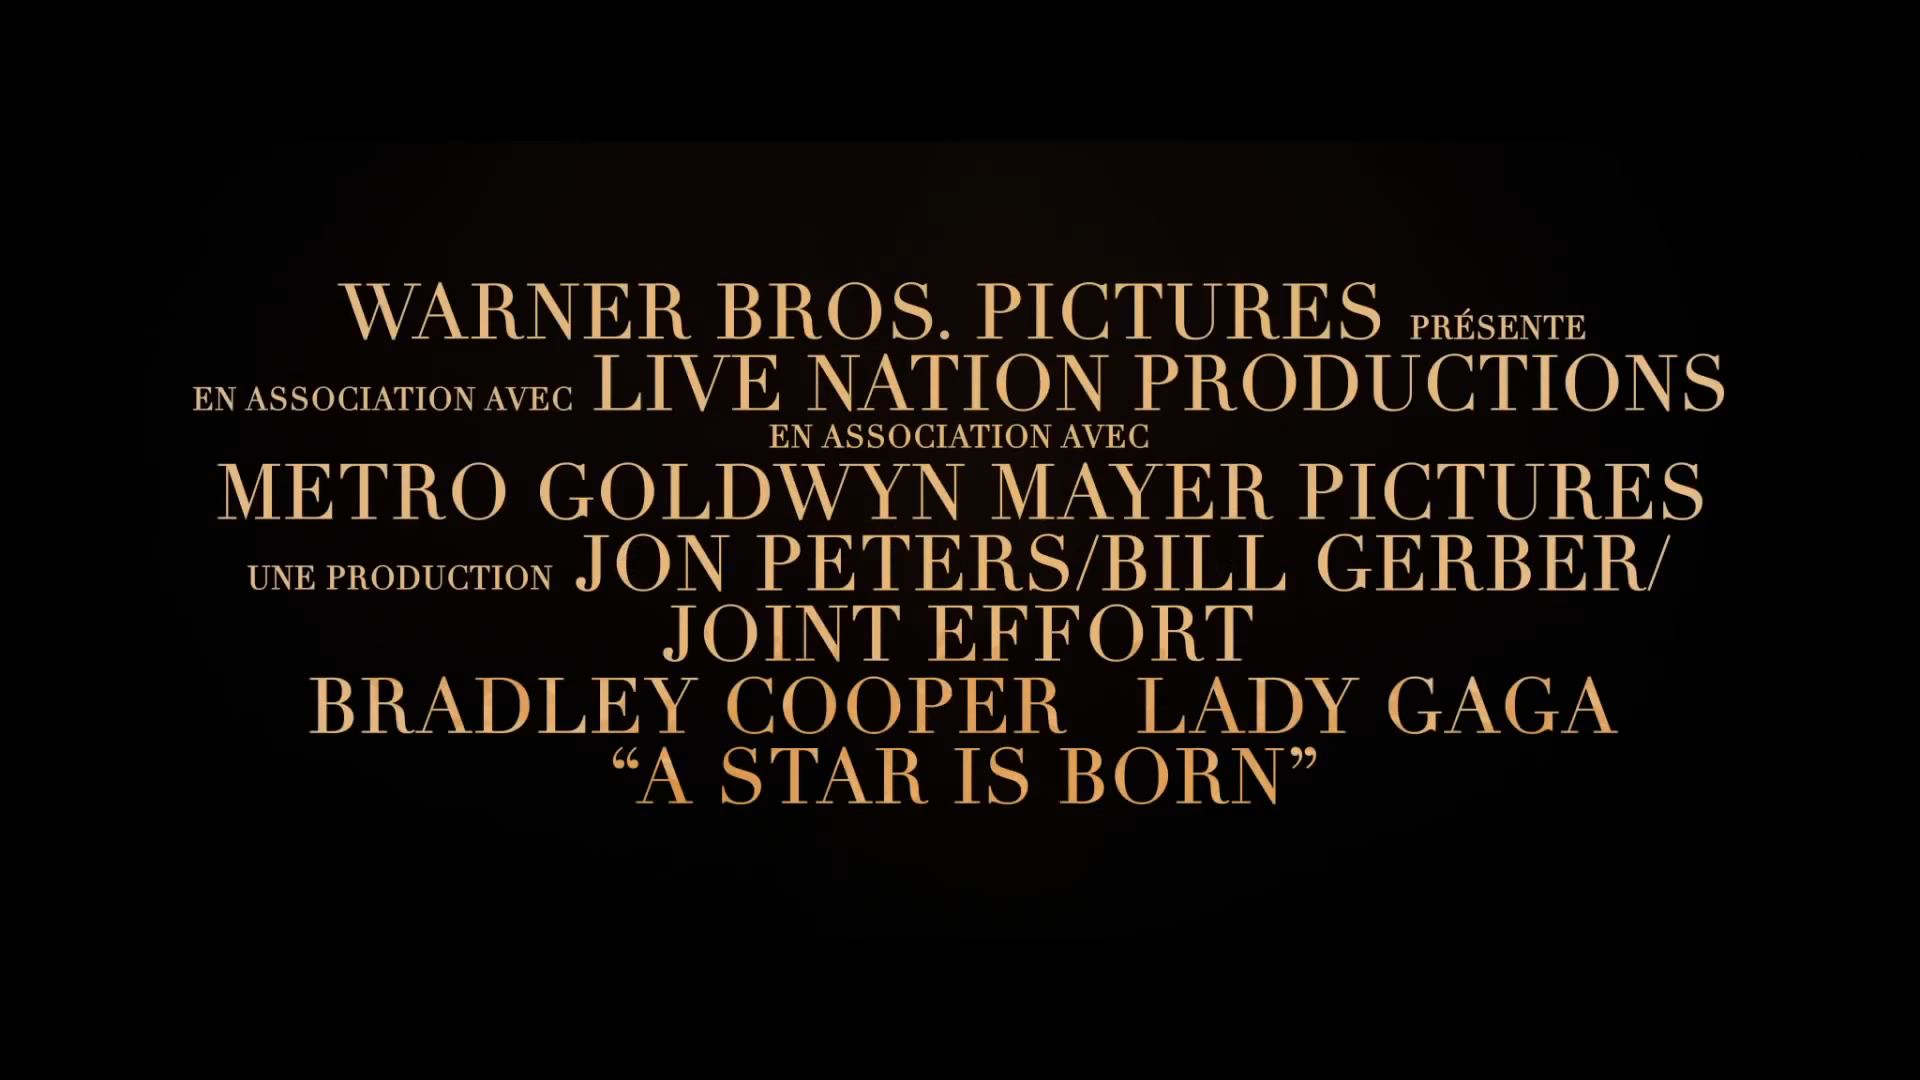 WARNER BROS. PICTURES PRÉSENTE
EN ASSOCIATION AVEC LIVE NATION PRODUCTIONS
EN ASSOCIATION AVEC
METRO GOLDWYN MAYER PICTURES
UNE PRODUCTION JON PETERS/BILL GERBER/
JOINT EFFORT
BRADLEY COOPER LADY GAGA
“A STAR IS BORN”